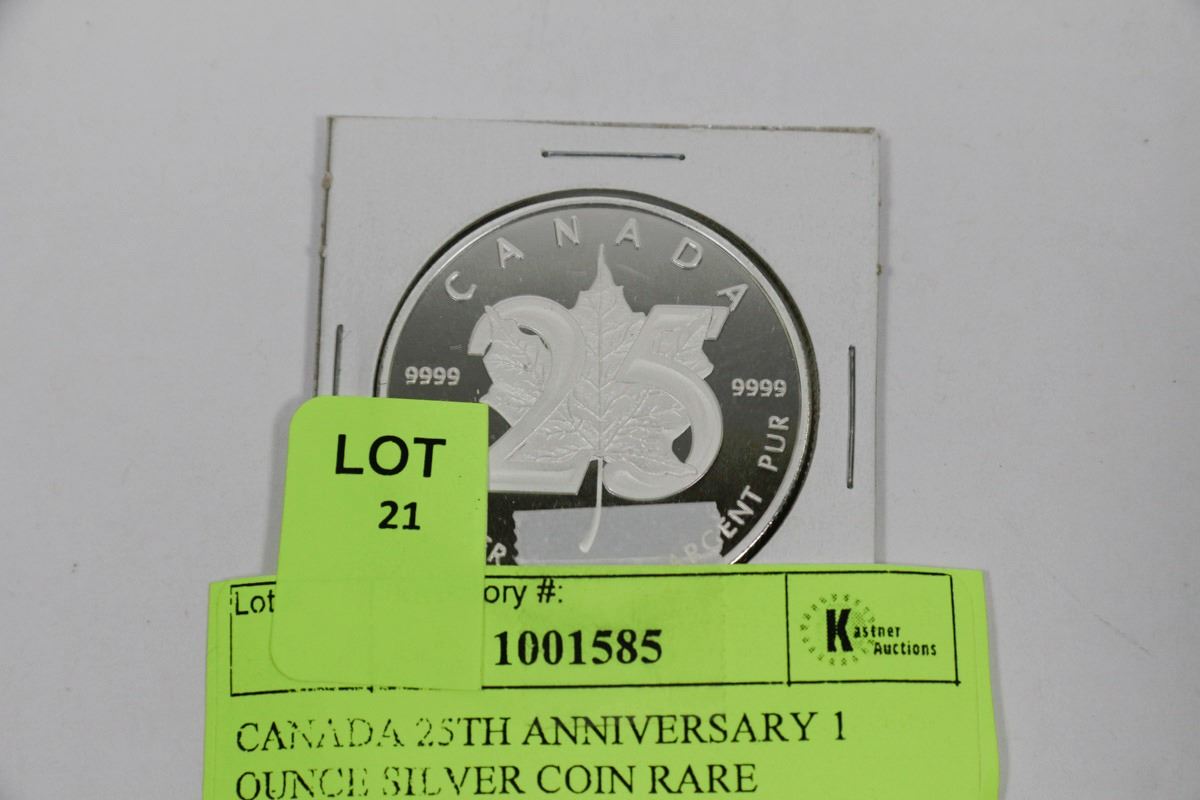 CANADA
25
9999
9999
ARGENT PUR
LOT
21
Lot
ory #:
1001585
Kastner
Auctions
CANADA 25TH ANNIVERSARY 1
OUNCE SILVER COIN RARE